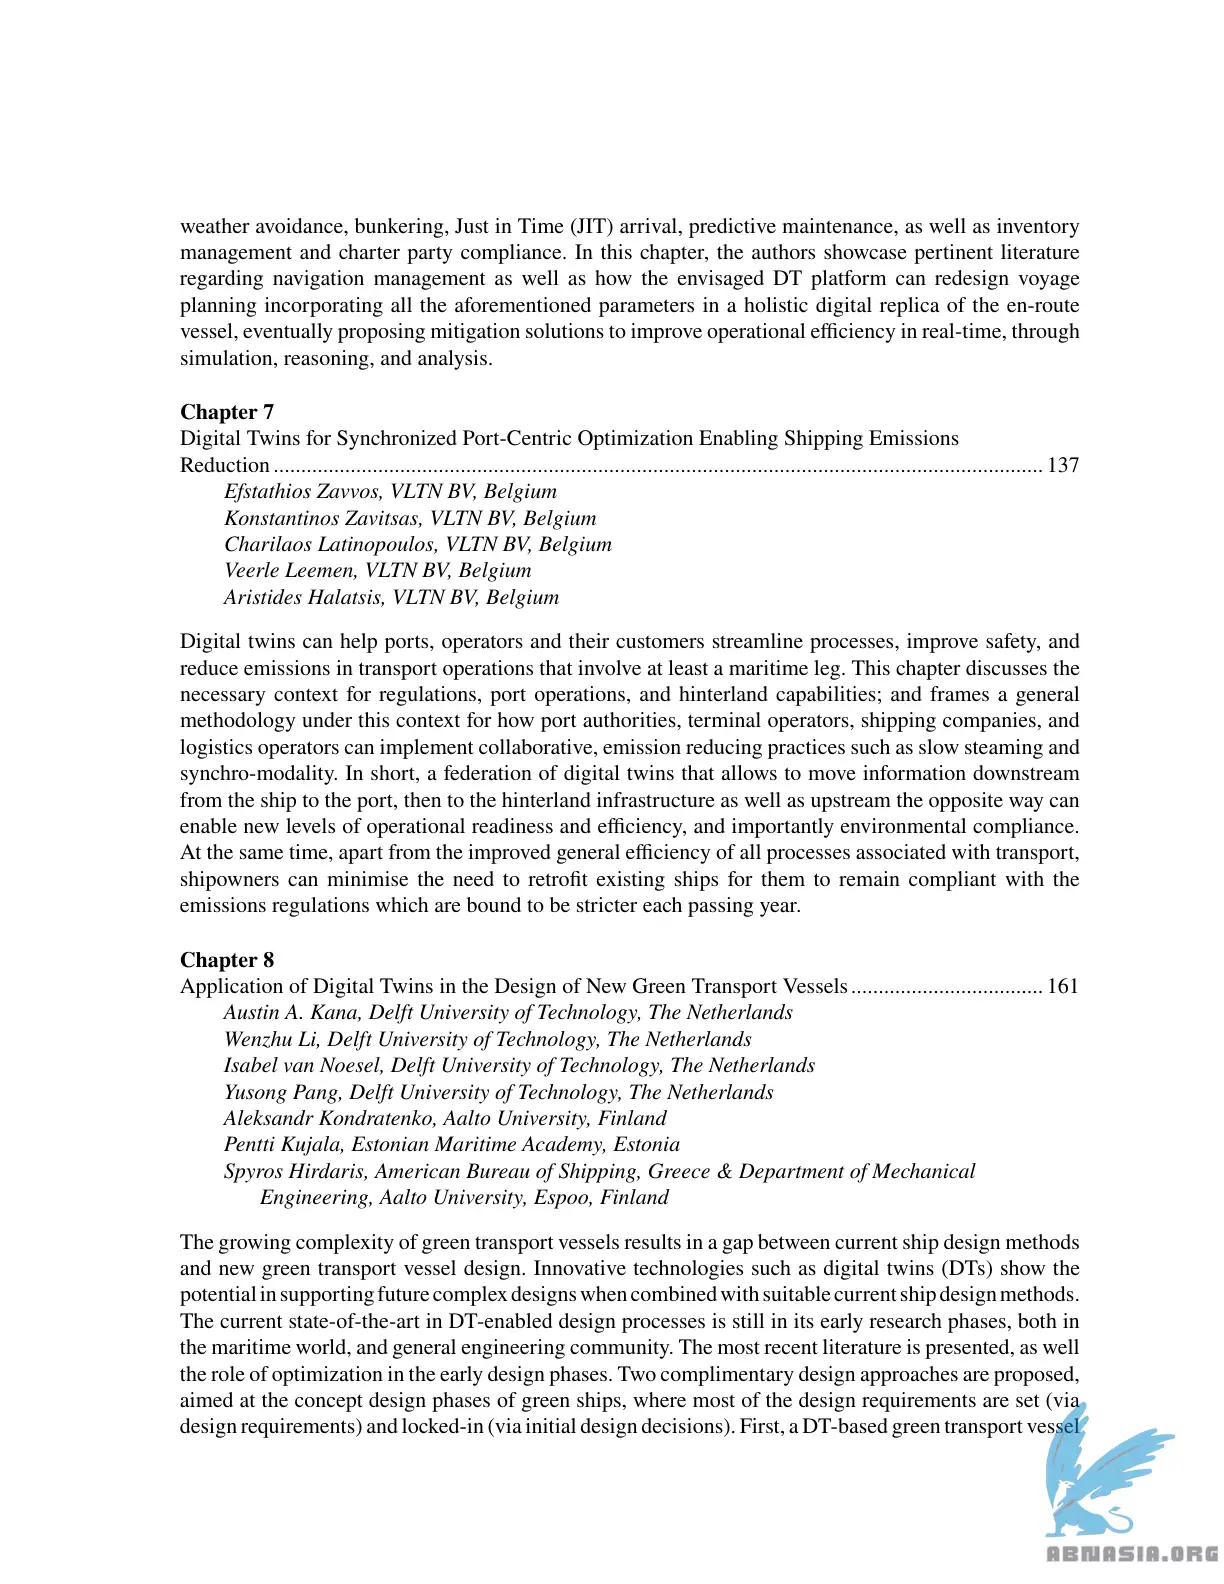 weather avoidance, bunkering, Just in Time (JIT) arrival, predictive maintenance, as well as inventory
management and charter party compliance. In this chapter, the authors showcase pertinent literature
regarding navigation management as well as how the envisaged DT platform can redesign voyage
planning incorporating all the aforementioned parameters in a holistic digital replica of the en-route
vessel, eventually proposing mitigation solutions to improve operational efficiency in real-time, through
simulation, reasoning, and analysis.
Chapter 7
Digital Twins for Synchronized Port-Centric Optimization Enabling Shipping Emissions
Reduction ............................................................................................................................................ 137
Efstathios Zavvos, VLTN BV, Belgium
Konstantinos Zavitsas, VLTN BV, Belgium
Charilaos Latinopoulos, VLTN BV, Belgium
Veerle Leemen, VLTN BV, Belgium
Aristides Halatsis, VLTN BV, Belgium
Digital twins can help ports, operators and their customers streamline processes, improve safety, and
reduce emissions in transport operations that involve at least a maritime leg. This chapter discusses the
necessary context for regulations, port operations, and hinterland capabilities; and frames a general
methodology under this context for how port authorities, terminal operators, shipping companies, and
logistics operators can implement collaborative, emission reducing practices such as slow steaming and
synchro-modality. In short, a federation of digital twins that allows to move information downstream
from the ship to the port, then to the hinterland infrastructure as well as upstream the opposite way can
enable new levels of operational readiness and efficiency, and importantly environmental compliance.
At the same time, apart from the improved general efficiency of all processes associated with transport,
shipowners can minimise the need to retrofit existing ships for them to remain compliant with the
emissions regulations which are bound to be stricter each passing year.
Chapter 8
Application of Digital Twins in the Design of New Green Transport Vessels ................................... 161
Austin A. Kana, Delft University of Technology, The Netherlands
Wenzhu Li, Delft University of Technology, The Netherlands
Isabel van Noesel, Delft University of Technology, The Netherlands
Yusong Pang, Delft University of Technology, The Netherlands
Aleksandr Kondratenko, Aalto University, Finland
Pentti Kujala, Estonian Maritime Academy, Estonia
Spyros Hirdaris, American Bureau of Shipping, Greece & Department of Mechanical
Engineering, Aalto University, Espoo, Finland
The growing complexity of green transport vessels results in a gap between current ship design methods
and new green transport vessel design. Innovative technologies such as digital twins (DTs) show the
potential in supporting future complex designs when combined with suitable current ship design methods.
The current state-of-the-art in DT-enabled design processes is still in its early research phases, both in
the maritime world, and general engineering community. The most recent literature is presented, as well
the role of optimization in the early design phases. Two complimentary design approaches are proposed,
aimed at the concept design phases of green ships, where most of the design requirements are set (via
design requirements) and locked-in (via initial design decisions). First, a DT-based green transport vessel
ABNASIA.ORG